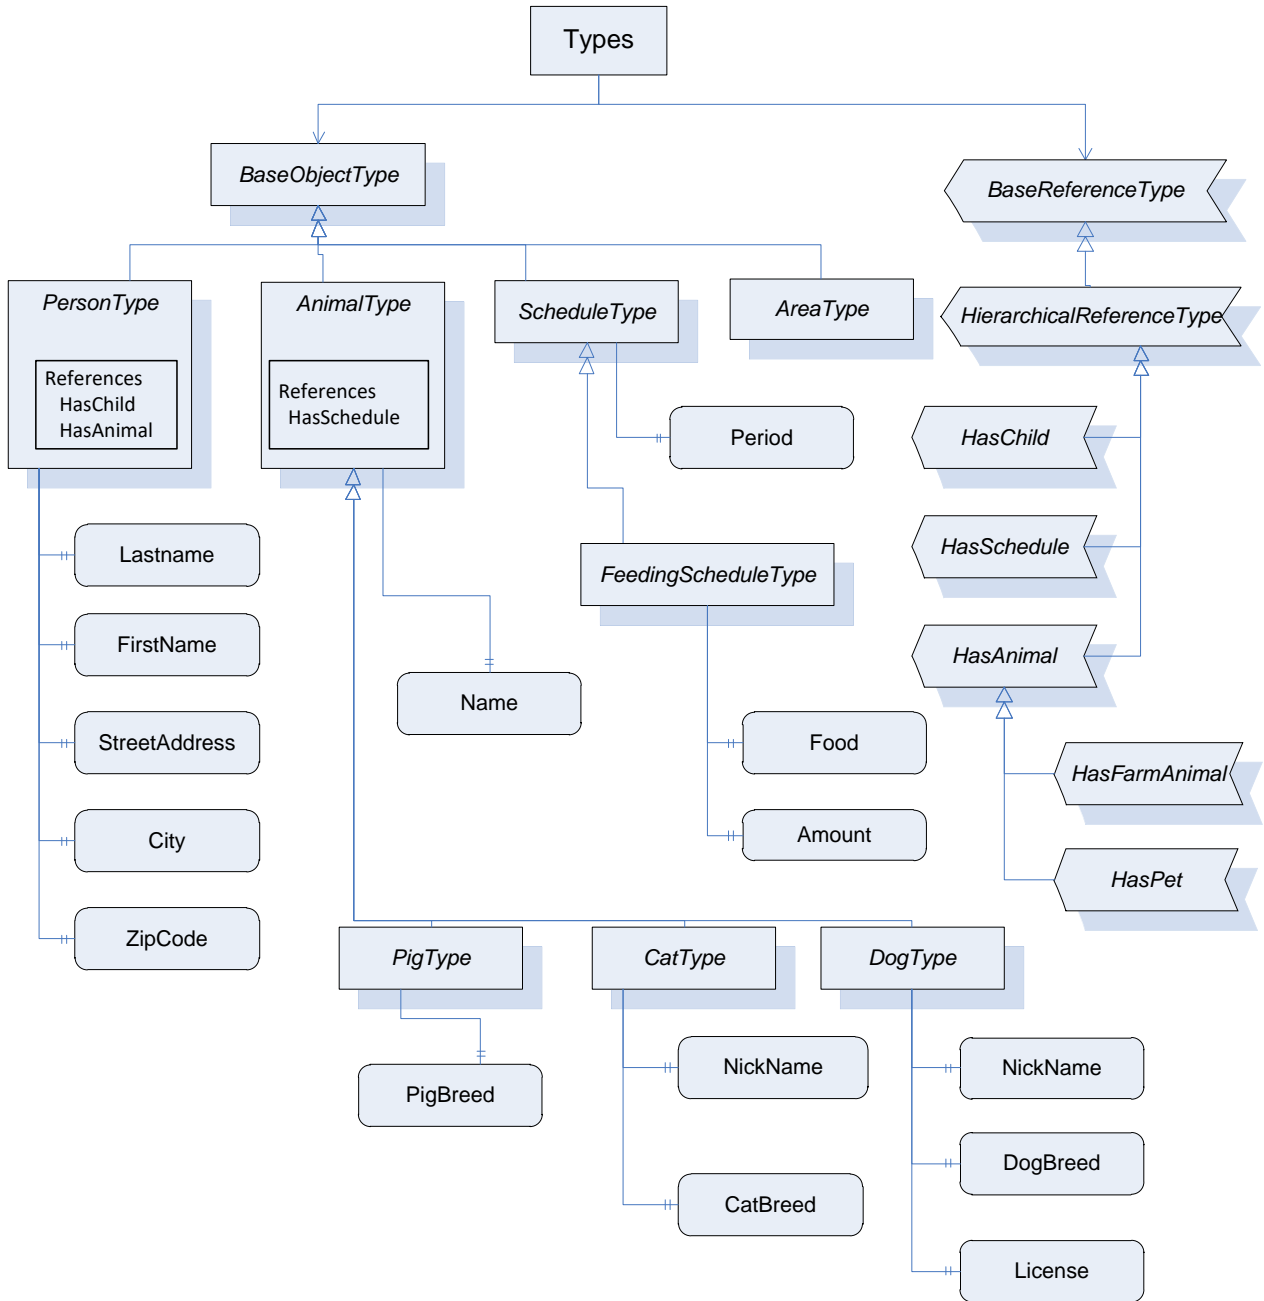 Types
BaseObjectType
BaseReferenceType
PersonType
References
HasChild
HasAnimal
AnimalType
References
HasSchedule
ScheduleType
AreaType
HierarchicalReferenceType
Period
HasChild
Lastname
FirstName
StreetAddress
City
ZipCode
Name
FeedingScheduleType
Food
Amount
HasSchedule
HasAnimal
HasFarmAnimal
HasPet
PigType
CatType
DogType
PigBreed
NickName
CatBreed
NickName
DogBreed
License